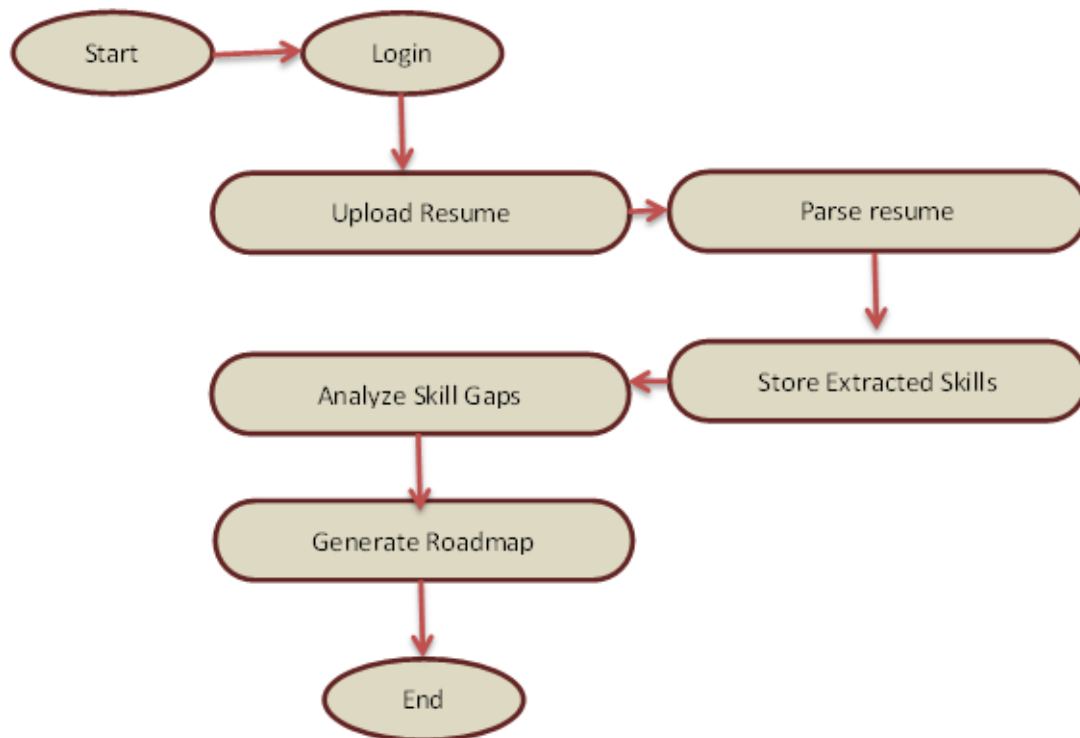 Start
Login
Upload Resume
Parse resume
Store Extracted Skills
Analyze Skill Gaps
Generate Roadmap
End